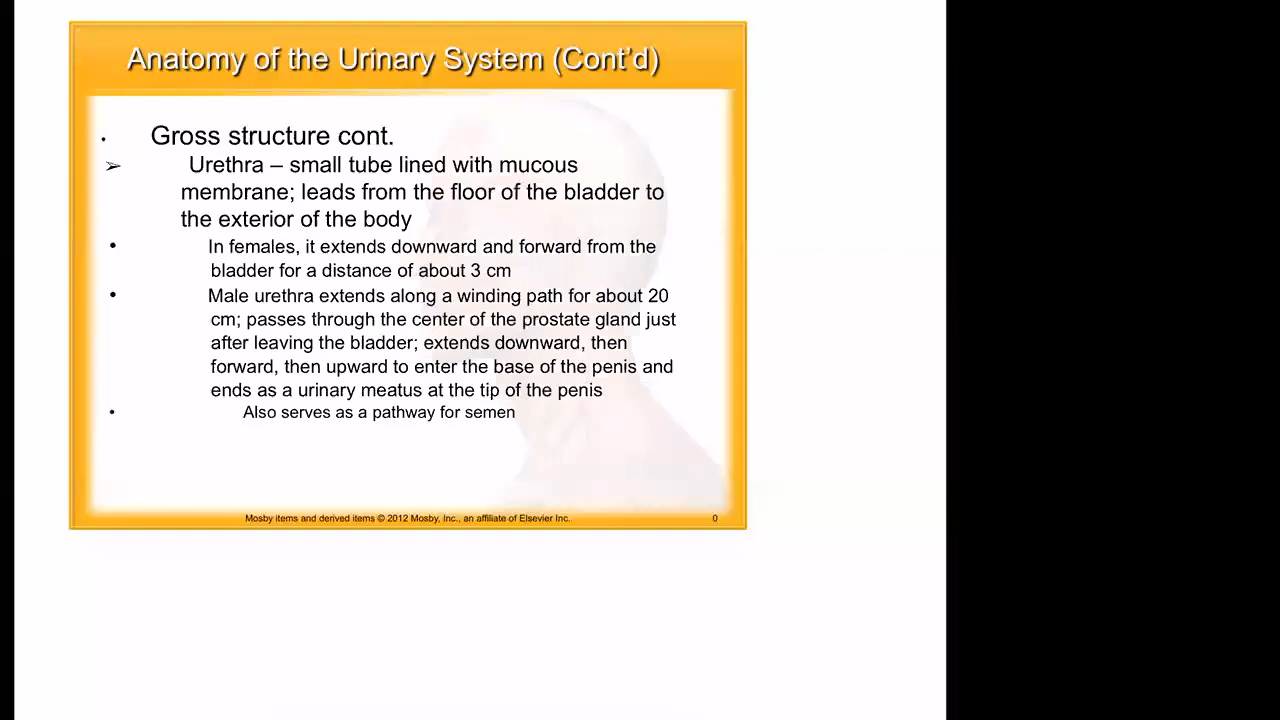 Anatomy of the Urinary System (Cont’d)
• Gross structure cont.
➢ Urethra – small tube lined with mucous
membrane; leads from the floor of the bladder to
the exterior of the body
• In females, it extends downward and forward from the
bladder for a distance of about 3 cm
• Male urethra extends along a winding path for about 20
cm; passes through the center of the prostate gland just
after leaving the bladder; extends downward, then
forward, then upward to enter the base of the penis and
ends as a urinary meatus at the tip of the penis
• Also serves as a pathway for semen
Mosby items and derived items © 2012 Mosby, Inc., an affiliate of Elsevier Inc. 0